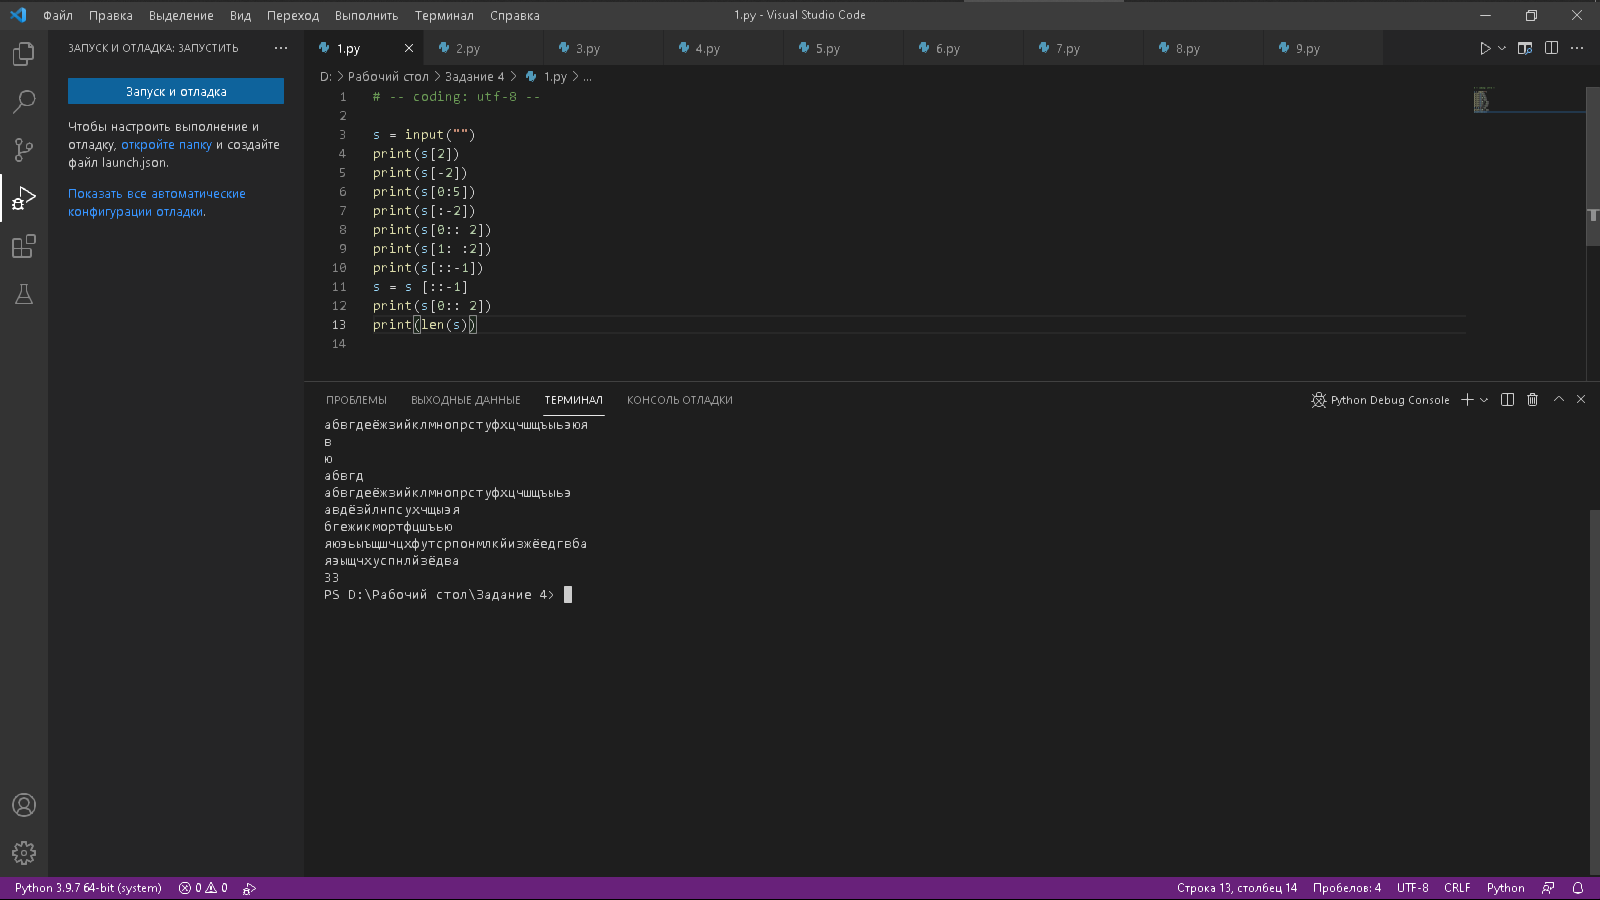 Файл Правка Выделение Вид Переход Выполнить Терминал Справка
1.py - Visual Studio Code
ЗАПУСК И ОТЛАДКА: ЗАПУСТИТЬ ...
Запуск и отладка
Чтобы настроить выполнение и
отладку, откройте папку и создайте
файл launch.json.
Показать все автоматические
конфигурации отладки.
1.py 2.py 3.py 4.py 5.py 6.py 7.py 8.py 9.py
D: > Рабочий стол > Задание 4 > 1.py > ...
1 # -- coding: utf-8 --
2
3 s = input("")
4 print(s[2])
5 print(s[-2])
6 print(s[0:5])
7 print(s[:-2])
8 print(s[0:: 2])
9 print(s[1: :2])
10 print(s[::-1])
11 s = s [::-1]
12 print(s[0:: 2])
13 print(len(s))
14
ПРОБЛЕМЫ ВЫХОДНЫЕ ДАННЫЕ ТЕРМИНАЛ КОНСОЛЬ ОТЛАДКИ
Python Debug Console
абвгдеёжзийклмнопрстуфхцчшщъыьэюя
в
ю
абвгд
абвгдеёжзийклмнопрстуфхцчшщъыьэ
авдёзйлнпсухчщыэя
бгежикмортфцшъью
яюэьыъщшчцхфутсрпонмлкйизжёедгвба
яэыщчхуспнлйзёдва
33
PS D:\Рабочий стол\Задание 4>
Python 3.9.7 64-bit (system) 0 0
Строка 13, столбец 14 Пробелов: 4 UTF-8 CRLF Python